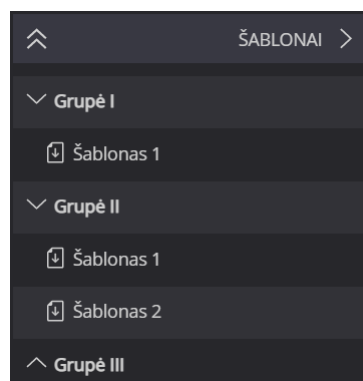 ŠABLONAI
Grupė I
Šablonas 1
Grupė II
Šablonas 1
Šablonas 2
Grupė III